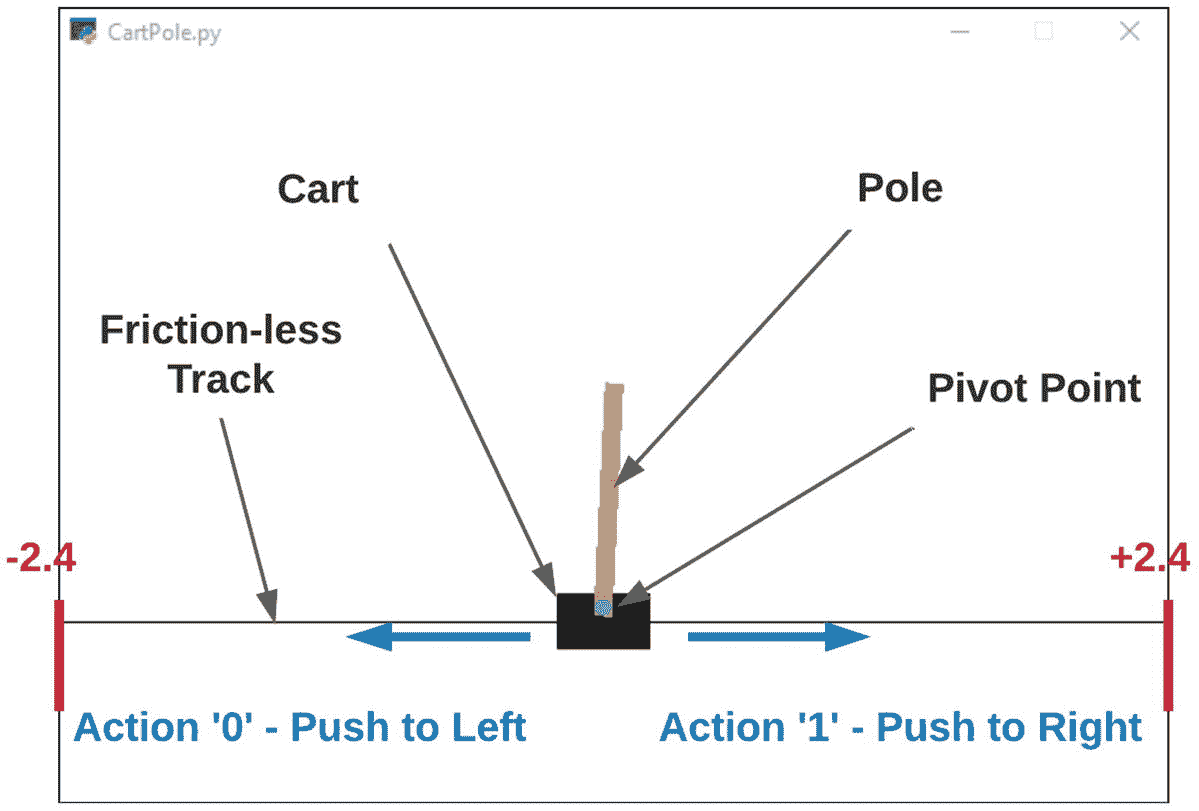 CartPole.py
Cart
Pole
Friction-less
Track
Pivot Point
-2.4
+2.4
Action '0' - Push to Left
Action '1' - Push to Right